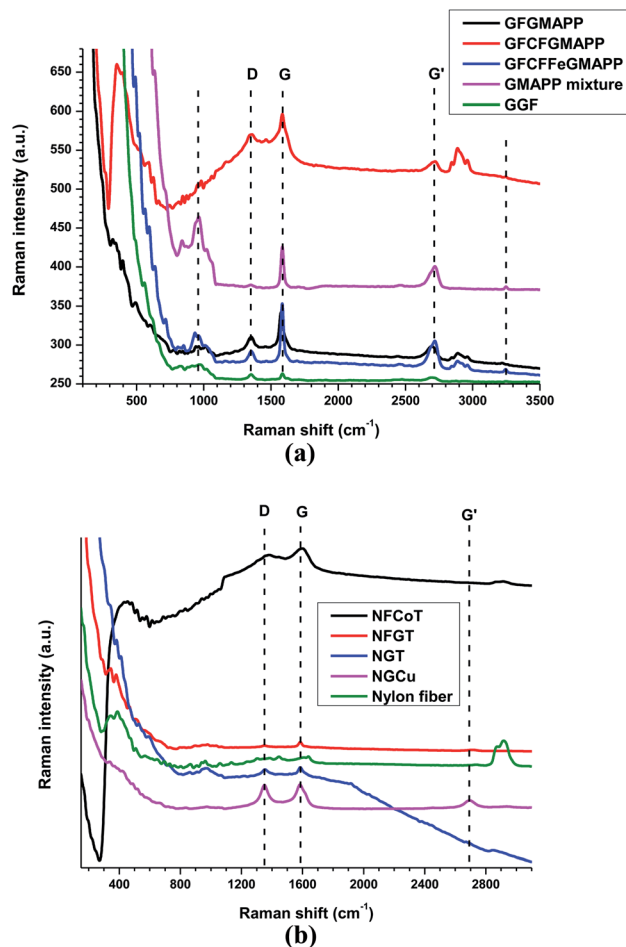 GFGMAPP
GFCFGMAPP
GFCFFeGMAPP
GMAPP mixture
GGF
D
G
G'
650
600
550
500
450
400
350
300
250
Raman intensity (a.u.)
500 1000 1500 2000 2500 3000 3500
Raman shift (cm⁻¹)
(a)
D
G
G'
NFCoT
NFGT
NGT
NGCu
Nylon fiber
Raman intensity (a.u.)
400 800 1200 1600 2000 2400 2800
Raman shift (cm⁻¹)
(b)